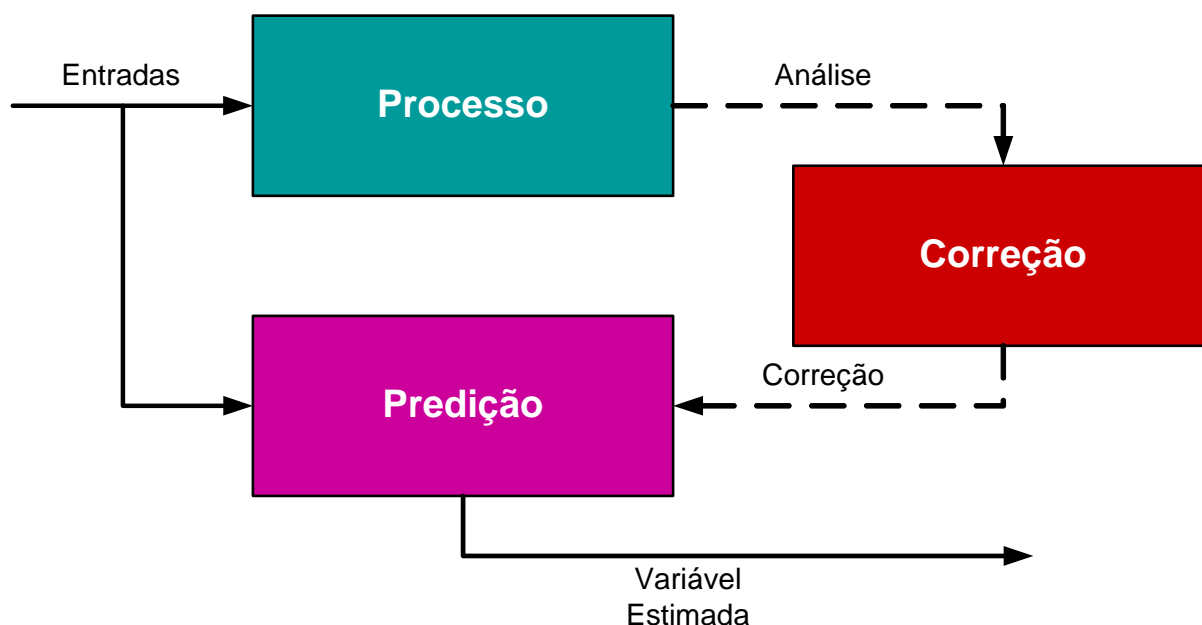 Entradas
Processo
Análise
Correção
Correção
Predição
Variável
Estimada